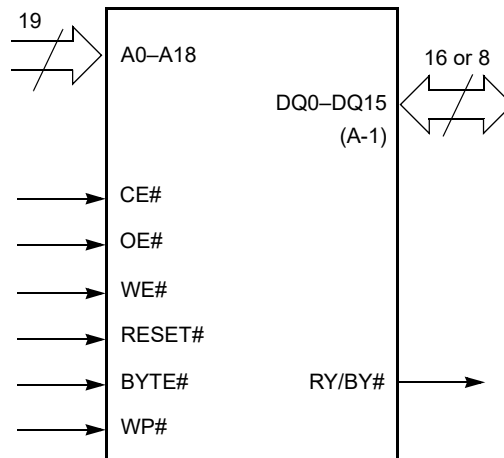 19
A0–A18
16 or 8
DQ0–DQ15
(A-1)
CE#
OE#
WE#
RESET#
BYTE#
RY/BY#
WP#